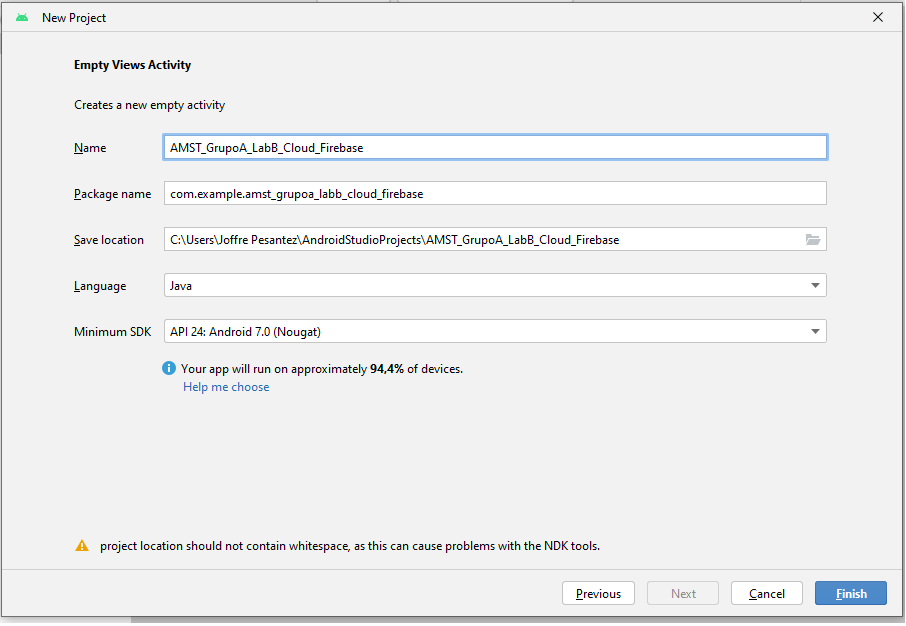 New Project
Empty Views Activity
Creates a new empty activity
Name AMST_GrupoA_LabB_Cloud_Firebase
Package name com.example.amst_grupoa_labb_cloud_firebase
Save location C:\Users\Joffre Pesantez\AndroidStudioProjects\AMST_GrupoA_LabB_Cloud_Firebase
Language Java
Minimum SDK API 24: Android 7.0 (Nougat)
Your app will run on approximately 94,4% of devices.
Help me choose
project location should not contain whitespace, as this can cause problems with the NDK tools.
Previous Next Cancel Finish